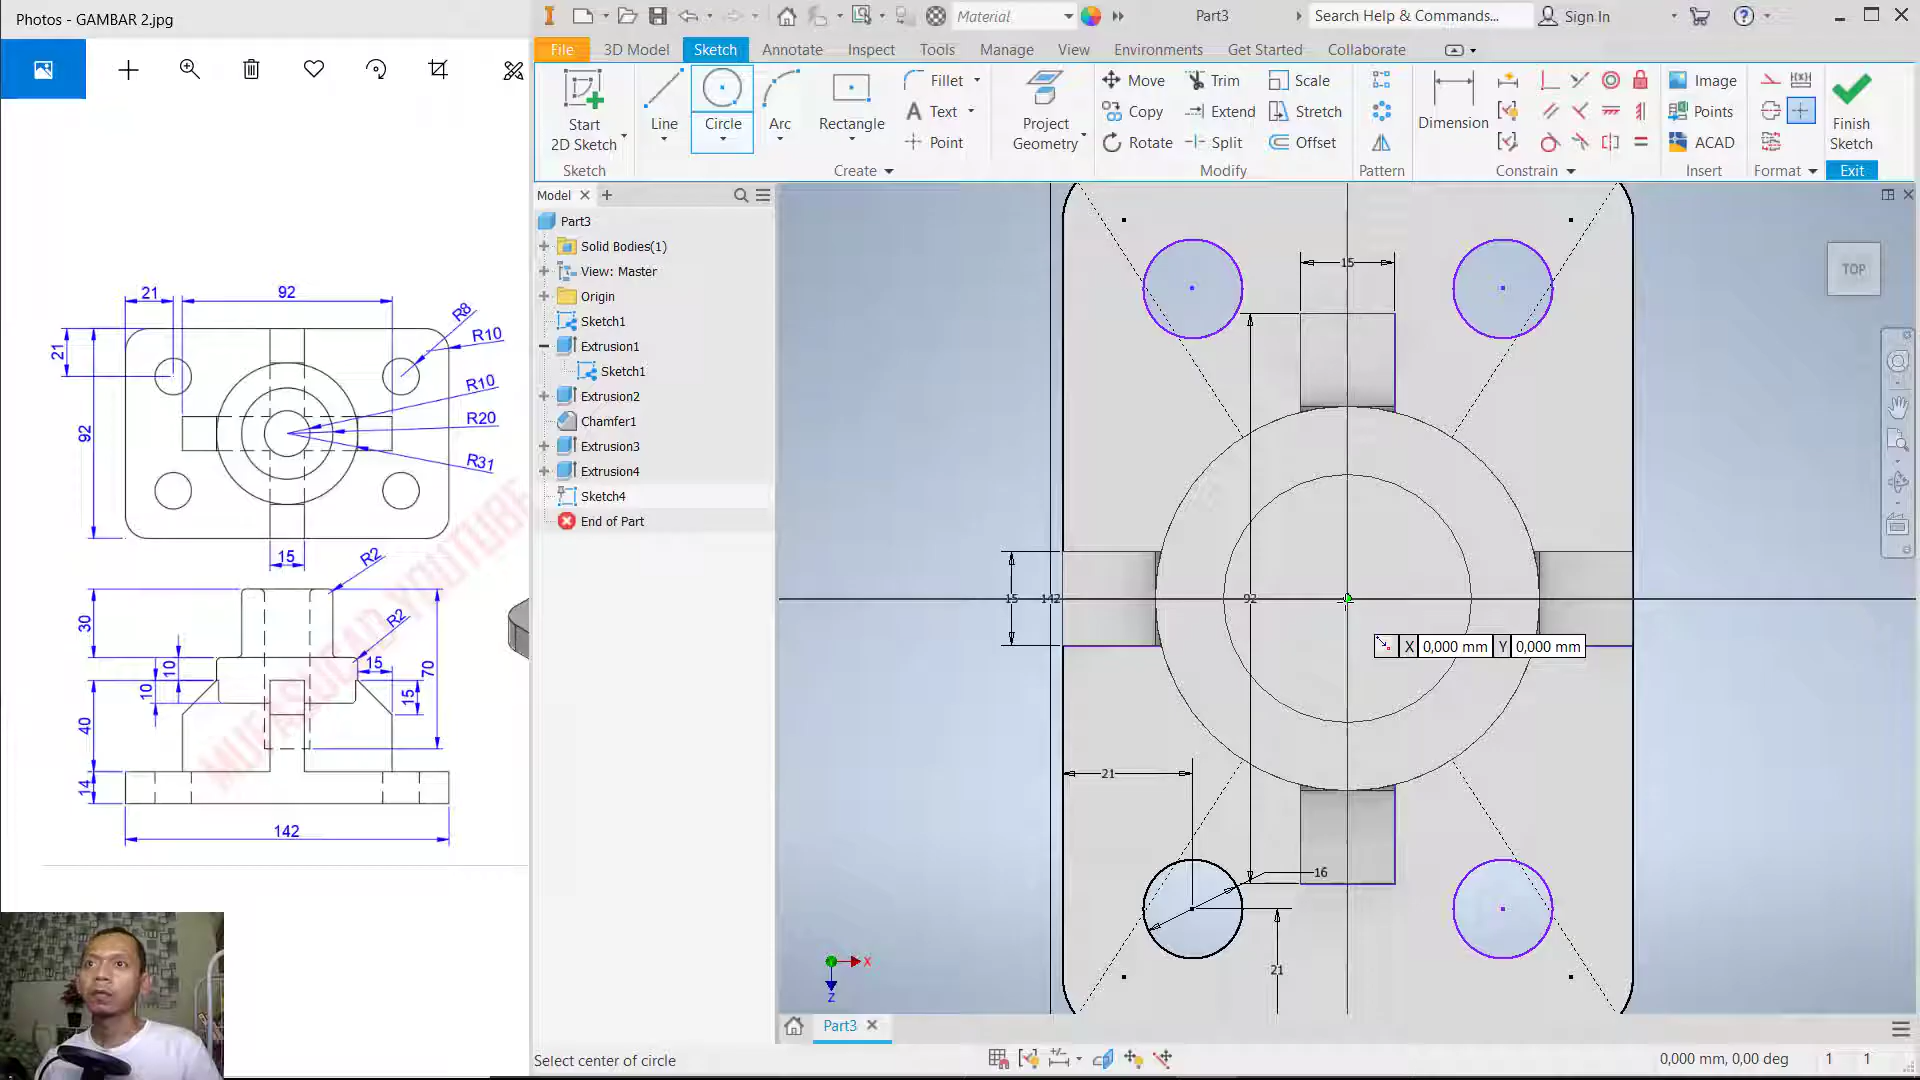 Photos - GAMBAR 2.jpg
Material
Part3
Search Help & Commands...
Sign In
File
3D Model
Sketch
Annotate
Inspect
Tools
Manage
View
Environments
Get Started
Collaborate
Start
2D Sketch
Line
Circle
Arc
Rectangle
Fillet
Text
Point
Project
Geometry
Move
Copy
Rotate
Trim
Extend
Split
Scale
Stretch
Offset
Dimension
Image
Points
ACAD
Finish
Sketch
Sketch
Create
Modify
Pattern
Constrain
Insert
Format
Exit
Model
Part3
Solid Bodies(1)
View: Master
Origin
Sketch1
Extrusion1
Sketch1
Extrusion2
Chamfer1
Extrusion3
Extrusion4
Sketch4
End of Part
21
92
R8
R10
21
R10
92
R20
R31
15
R2
R2
30
10
15
10
70
15
40
14
142
MUFASUCAD YOUTUBE
TOP
15
15
142
92
X
0,000 mm
Y
0,000 mm
21
16
21
X
Z
Part3
Select center of circle
0,000 mm, 0,00 deg
1
1